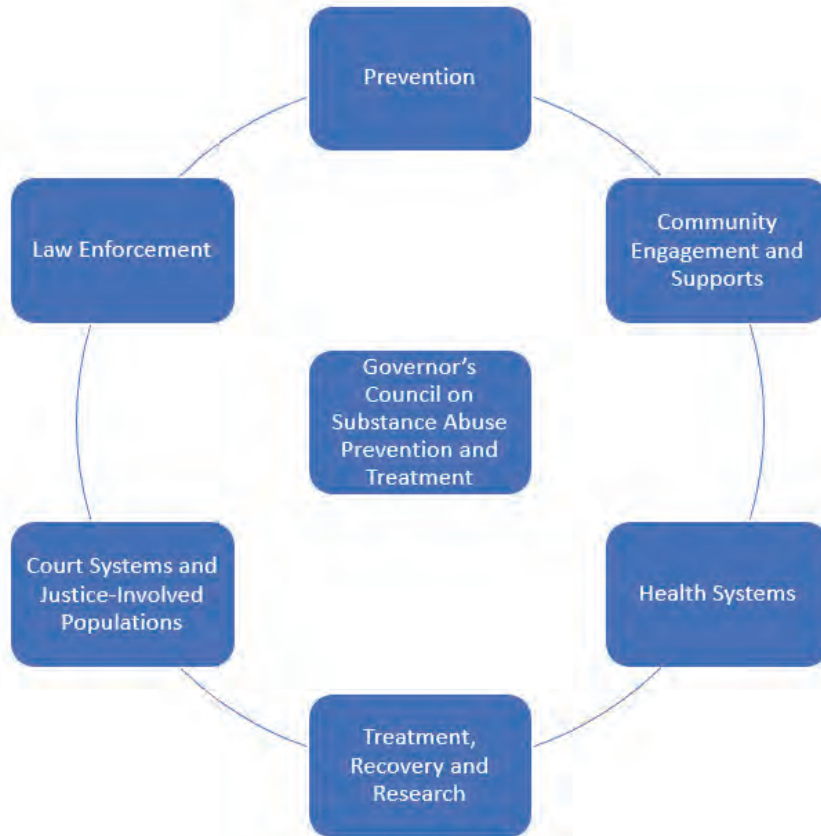 Prevention
Law Enforcement
Community
Engagement and
Supports
Governor’s
Council on
Substance Abuse
Prevention and
Treatment
Court Systems and
Justice-Involved
Populations
Health Systems
Treatment,
Recovery and
Research